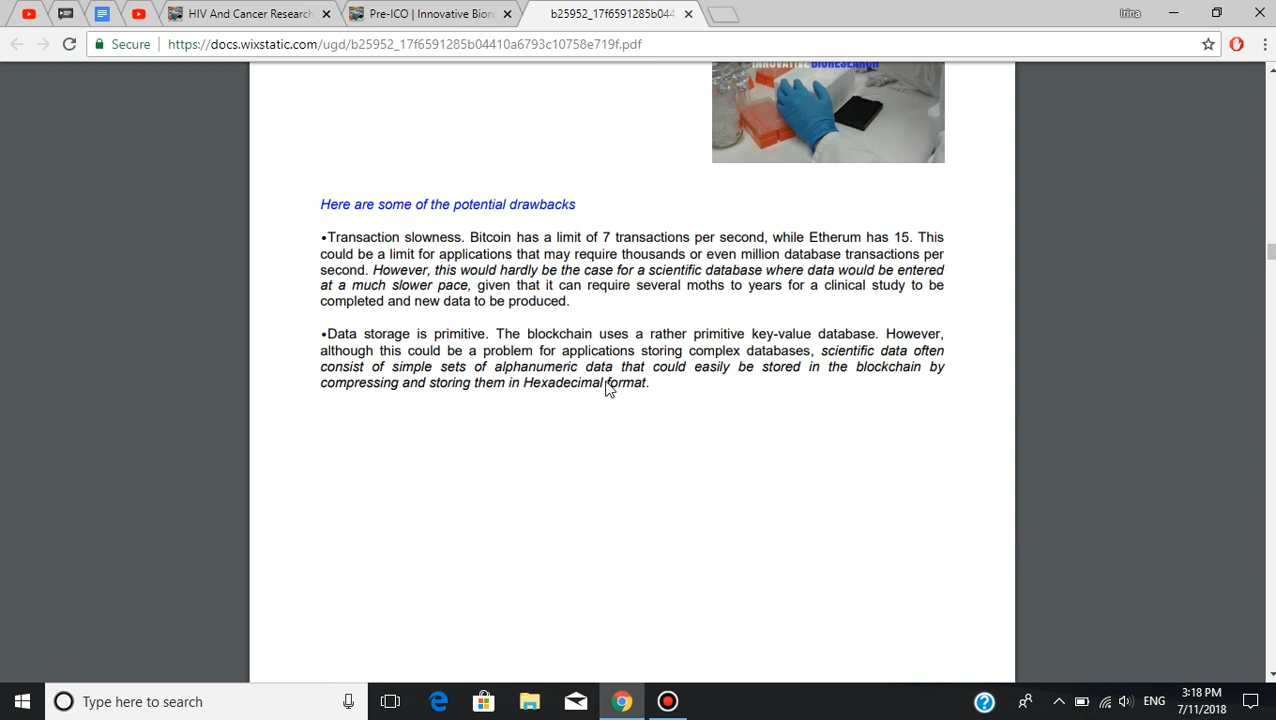 Irina
HIV And Cancer Research
Pre-ICO | Innovative Biore
b25952_17f6591285b044
Secure
https://docs.wixstatic.com/ugd/b25952_17f6591285b04410a6793c10758e719f.pdf
INNOVATIVE BIORESEARCH
Here are some of the potential drawbacks
•Transaction slowness. Bitcoin has a limit of 7 transactions per second, while Etherum has 15. This
could be a limit for applications that may require thousands or even million database transactions per
second. However, this would hardly be the case for a scientific database where data would be entered
at a much slower pace, given that it can require several moths to years for a clinical study to be
completed and new data to be produced.
•Data storage is primitive. The blockchain uses a rather primitive key-value database. However,
although this could be a problem for applications storing complex databases, scientific data often
consist of simple sets of alphanumeric data that could easily be stored in the blockchain by
compressing and storing them in Hexadecimal format.
Type here to search
ENG
3:18 PM
7/11/2018